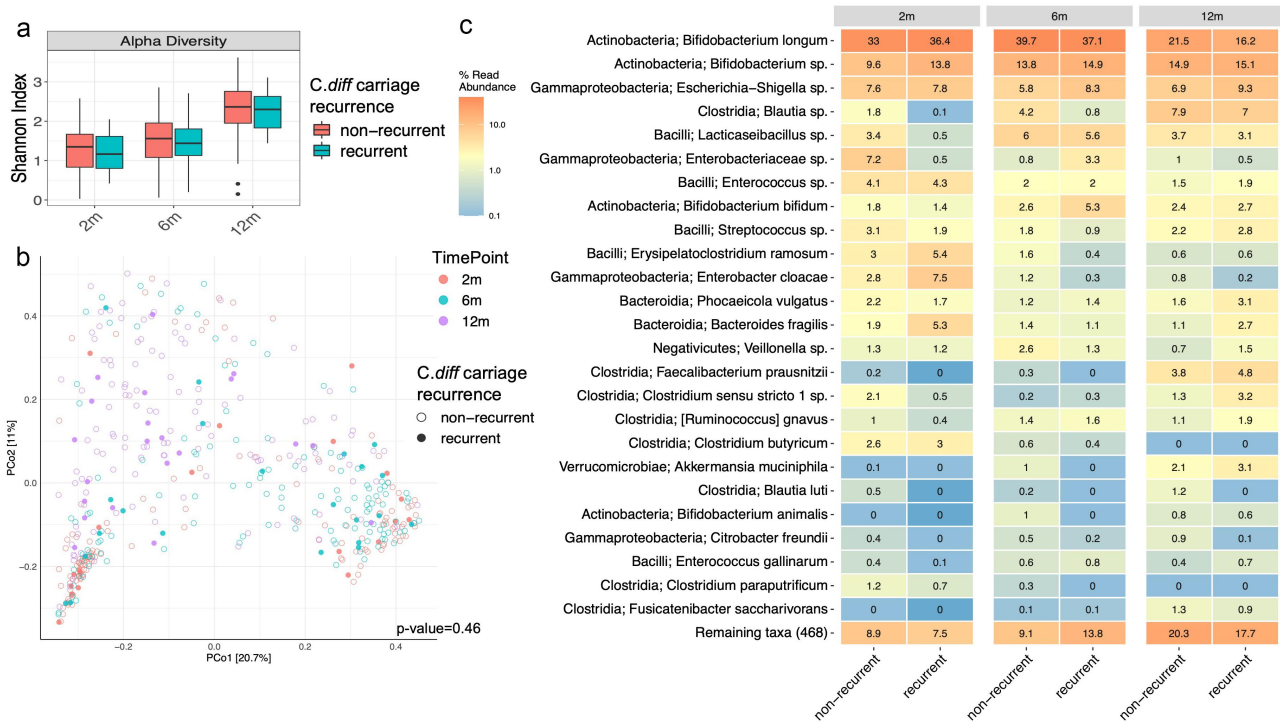 a
Alpha Diversity
Shannon Index
3
2
1
0
2m
6m
12m
C.diff carriage
recurrence
non−recurrent
recurrent
b
TimePoint
2m
6m
12m
C.diff carriage
recurrence
non−recurrent
recurrent
PCo2 [11%]
0.4
0.2
0.0
−0.2
−0.2
0.0
0.2
0.4
PCo1 [20.7%]
p-value=0.46
c
% Read
Abundance
10.0
1.0
0.1
2m 6m 12m
Actinobacteria; Bifidobacterium longum 33 36.4 39.7 37.1 21.5 16.2
Actinobacteria; Bifidobacterium sp. 9.6 13.8 13.8 14.9 14.9 15.1
Gammaproteobacteria; Escherichia−Shigella sp. 7.6 7.8 5.8 8.3 6.9 9.3
Clostridia; Blautia sp. 1.8 0.1 4.2 0.8 7.9 7
Bacilli; Lacticaseibacillus sp. 3.4 0.5 6 5.6 3.7 3.1
Gammaproteobacteria; Enterobacteriaceae sp. 7.2 0.5 0.8 3.3 1 0.5
Bacilli; Enterococcus sp. 4.1 4.3 2 2 1.5 1.9
Actinobacteria; Bifidobacterium bifidum 1.8 1.4 2.6 5.3 2.4 2.7
Bacilli; Streptococcus sp. 3.1 1.9 1.8 0.9 2.2 2.8
Bacilli; Erysipelatoclostridium ramosum 3 5.4 1.6 0.4 0.6 0.6
Gammaproteobacteria; Enterobacter cloacae 2.8 7.5 1.2 0.3 0.8 0.2
Bacteroidia; Phocaeicola vulgatus 2.2 1.7 1.2 1.4 1.6 3.1
Bacteroidia; Bacteroides fragilis 1.9 5.3 1.4 1.1 1.1 2.7
Negativicutes; Veillonella sp. 1.3 1.2 2.6 1.3 0.7 1.5
Clostridia; Faecalibacterium prausnitzii 0.2 0 0.3 0 3.8 4.8
Clostridia; Clostridium sensu stricto 1 sp. 2.1 0.5 0.2 0.3 1.3 3.2
Clostridia; [Ruminococcus] gnavus 1 0.4 1.4 1.6 1.1 1.9
Clostridia; Clostridium butyricum 2.6 3 0.6 0.4 0 0
Verrucomicrobiae; Akkermansia muciniphila 0.1 0 1 0 2.1 3.1
Clostridia; Blautia luti 0.5 0 0.2 0 1.2 0
Actinobacteria; Bifidobacterium animalis 0 0 1 0 0.8 0.6
Gammaproteobacteria; Citrobacter freundii 0.4 0 0.5 0.2 0.9 0.1
Bacilli; Enterococcus gallinarum 0.4 0.1 0.6 0.8 0.4 0.7
Clostridia; Clostridium paraputrificum 1.2 0.7 0.3 0 0 0
Clostridia; Fusicatenibacter saccharivorans 0 0 0.1 0.1 1.3 0.9
Remaining taxa (468) 8.9 7.5 9.1 13.8 20.3 17.7
non−recurrent recurrent non−recurrent recurrent non−recurrent recurrent